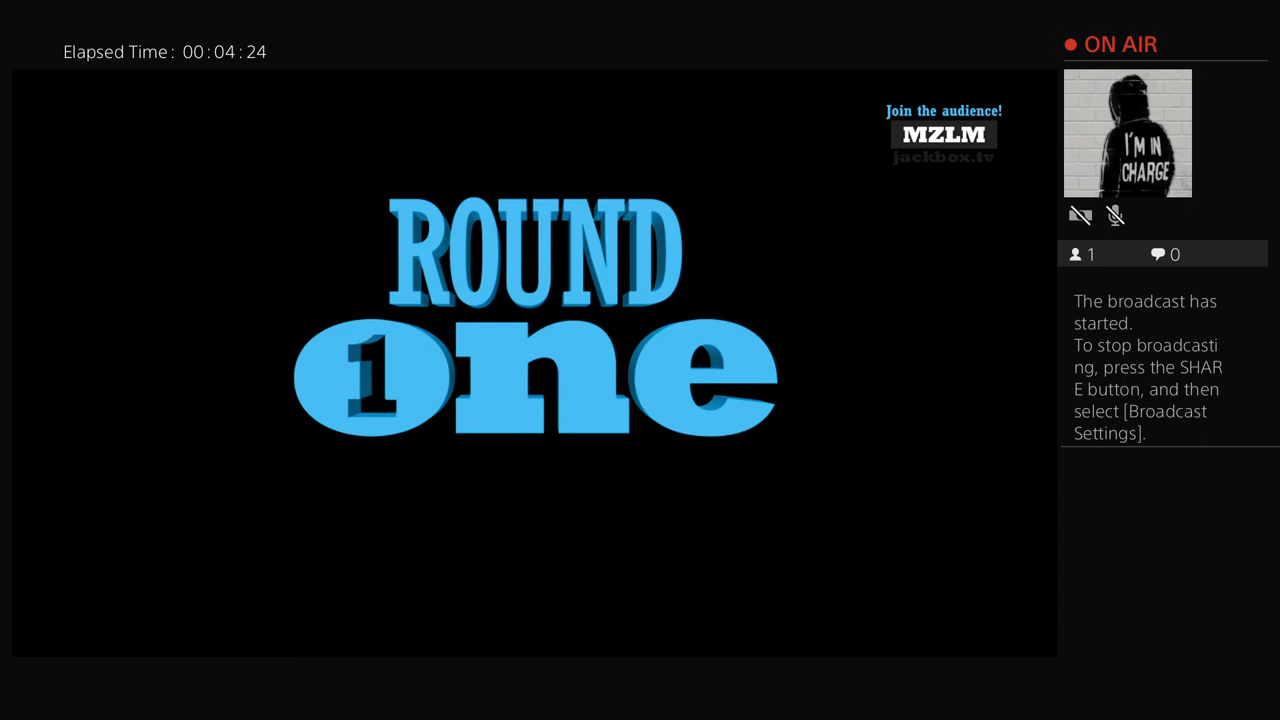 Elapsed Time: 00:04:24
ON AIR
Join the audience!
MZLM
jackbox.tv
I'M IN
CHARGE
ROUND
one
1
1
0
The broadcast has
started.
To stop broadcasti
ng, press the SHAR
E button, and then
select [Broadcast
Settings].